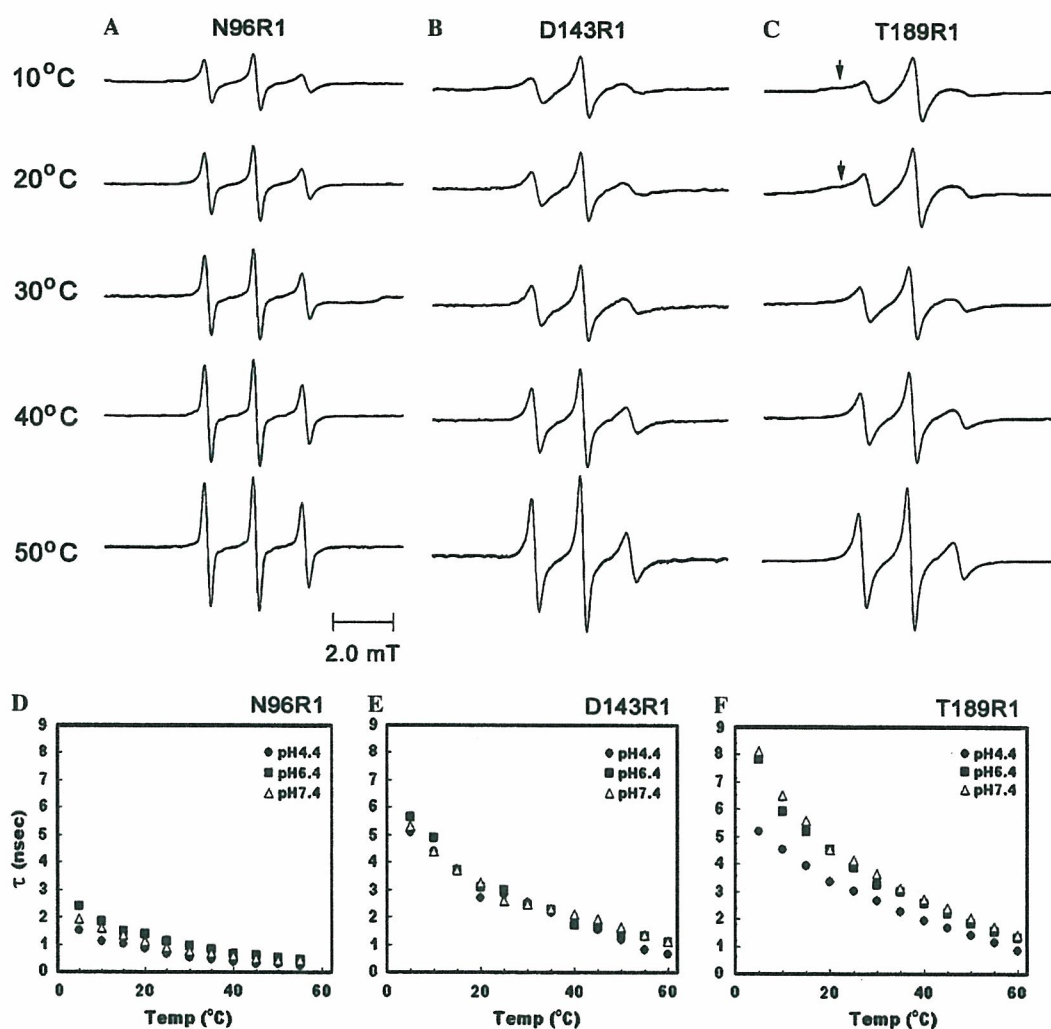 A N96R1 B D143R1 C T189R1
10°C
20°C
30°C
40°C
50°C
2.0 mT
D N96R1 E D143R1 F T189R1
9 9 9
8 ●pH4.4 8 ●pH4.4 8 ●pH4.4
7 ■pH6.4 7 ■pH6.4 7 ■pH6.4
△pH7.4 △pH7.4 △pH7.4
6 6 6
5 5 5
τ (nsec)
4 4 4
3 3 3
2 2 2
1 1 1
0 0 0
0 20 40 60 0 20 40 60 0 20 40 60
Temp (°C) Temp (°C) Temp (°C)